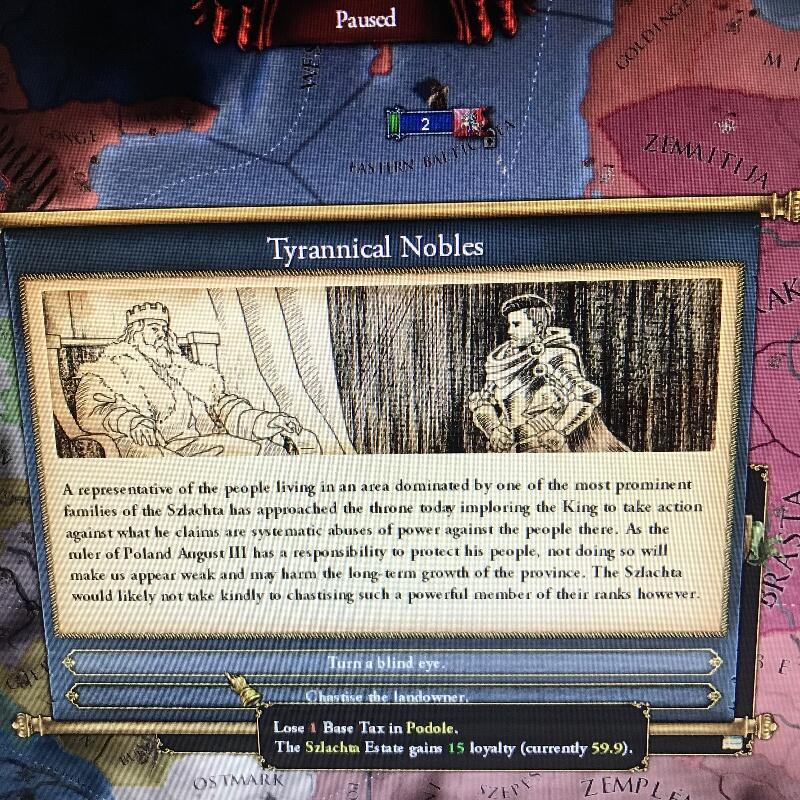 Paused
GOLDINGE
WES
2
ZEMAITIJA
EASTERN BALTIC SEA
Tyrannical Nobles
A representative of the people living in an area dominated by one of the most prominent
families of the Szlachta has approached the throne today imploring the King to take action
against what he claims are systematic abuses of power against the people there. As the
ruler of Poland August III has a responsibility to protect his people, not doing so will
make us appear weak and may harm the long-term growth of the province. The Szlachta
would likely not take kindly to chastising such a powerful member of their ranks however.
BRASTA
Turn a blind eye.
Chastise the landowner.
Lose 1 Base Tax in Podole.
The Szlachta Estate gains 15 loyalty (currently 59.9).
OSTMARK
SZEPES
ZEMPLEN